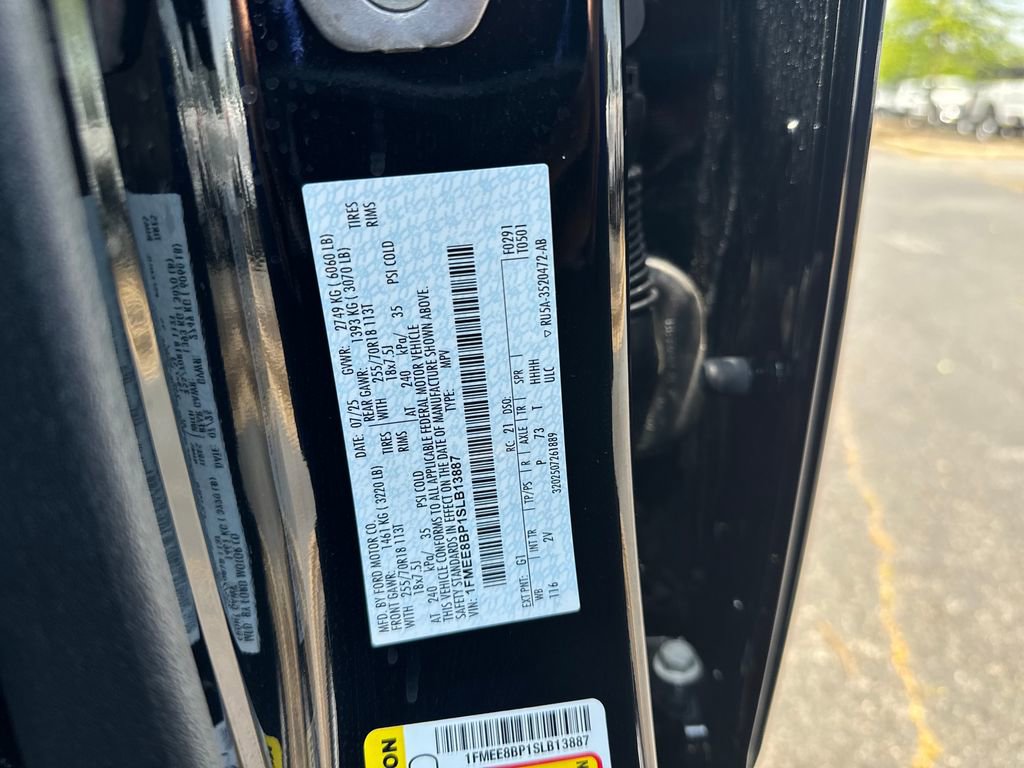 MFD. BY FORD MOTOR CO. DATE: 07/25 GVWR: 2749 KG ( 6060 LB)
FRONT GAWR: 1461 KG ( 3220 LB) REAR GAWR: 1393 KG ( 3070 LB)
WITH 255/70R18 113T TIRES WITH 255/70R18 113T TIRES
18x7.5J RIMS 18x7.5J RIMS
AT 240 kPa/ 35 PSI COLD AT 240 kPa/ 35 PSI COLD
THIS VEHICLE CONFORMS TO ALL APPLICABLE FEDERAL MOTOR VEHICLE
SAFETY STANDARDS IN EFFECT ON THE DATE OF MANUFACTURE SHOWN ABOVE.
VIN: 1FMEE8BP1SLB13887 TYPE: MPV
F0291
EXT PNT: G1 RC: 21 DSO: T0501
WB INT TR TP/PS R AXLE TR SPR ▽ RU5A-3520472-AB
116 2V P 73 T HHHH
3202507261889 ULC
1FMEE8BP1SLB13887